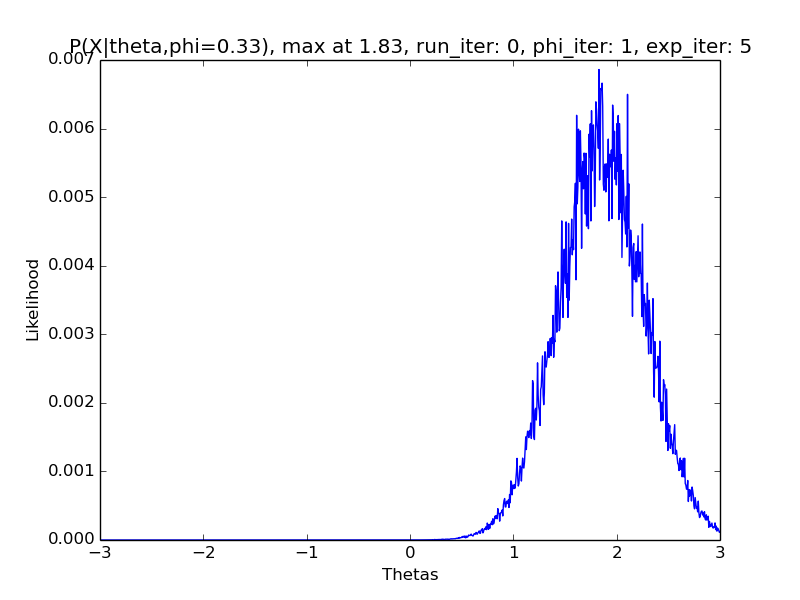 P(X|theta,phi=0.33), max at 1.83, run_iter: 0, phi_iter: 1, exp_iter: 5
0.007
0.006
0.005
0.004
0.003
0.002
0.001
0.000
Likelihood
−3 −2 −1 0 1 2 3
Thetas